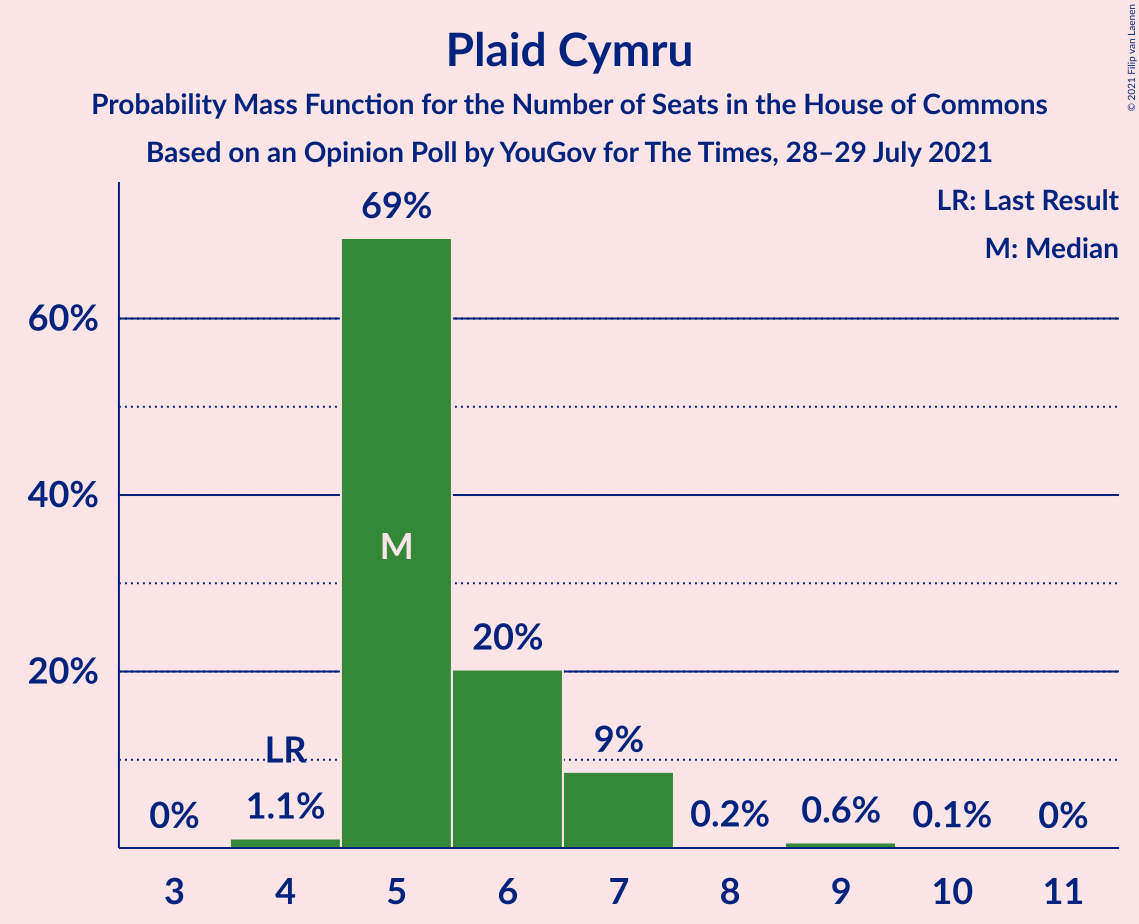 Plaid Cymru
Probability Mass Function for the Number of Seats in the House of Commons
Based on an Opinion Poll by YouGov for The Times, 28–29 July 2021
© 2021 Filip van Laenen
LR: Last Result
M: Median
69%
60%
40%
M
20%
20%
LR
9%
0%
1.1%
0.2%
0.6%
0.1%
0%
3 4 5 6 7 8 9 10 11